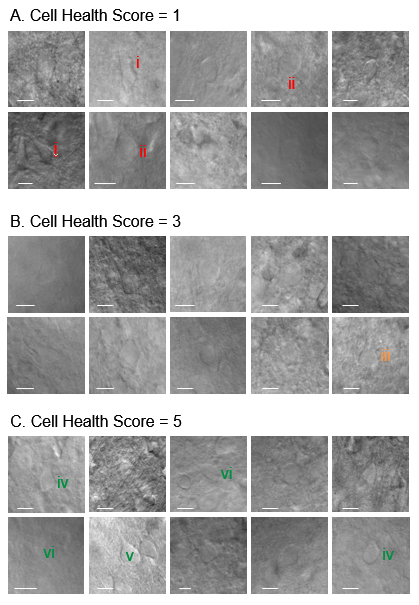 A. Cell Health Score = 1
i
ii
i
ii
B. Cell Health Score = 3
iii
C. Cell Health Score = 5
iv
vi
vi
v
iv